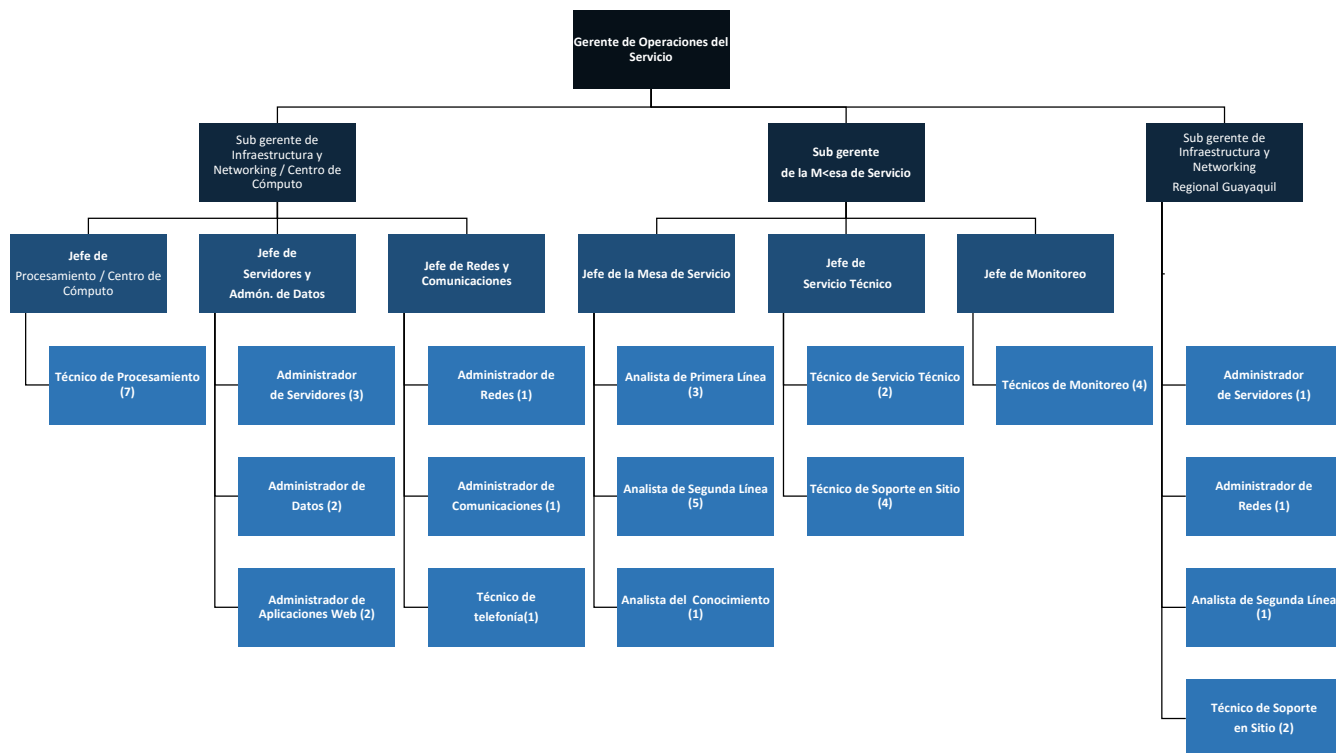 Gerente de Operaciones del
Servicio
Sub gerente de
Infraestructura y
Networking / Centro de
Cómputo
Sub gerente
de la M<esa de Servicio
Sub gerente de
Infraestructura y
Networking
Regional Guayaquil
Jefe de
Procesamiento / Centro de
Cómputo
Jefe de
Servidores y
Admón. de Datos
Jefe de Redes y
Comunicaciones
Jefe de la Mesa de Servicio
Jefe de
Servicio Técnico
Jefe de Monitoreo
Técnico de Procesamiento
(7)
Administrador
de Servidores (3)
Administrador de
Redes (1)
Analista de Primera Línea
(3)
Técnico de Servicio Técnico
(2)
Técnicos de Monitoreo (4)
Administrador
de Servidores (1)
Administrador de
Datos (2)
Administrador de
Comunicaciones (1)
Analista de Segunda Línea
(5)
Técnico de Soporte en Sitio
(4)
Administrador de
Redes (1)
Administrador de
Aplicaciones Web (2)
Técnico de
telefonía(1)
Analista del Conocimiento
(1)
Analista de Segunda Línea
(1)
Técnico de Soporte
en Sitio (2)